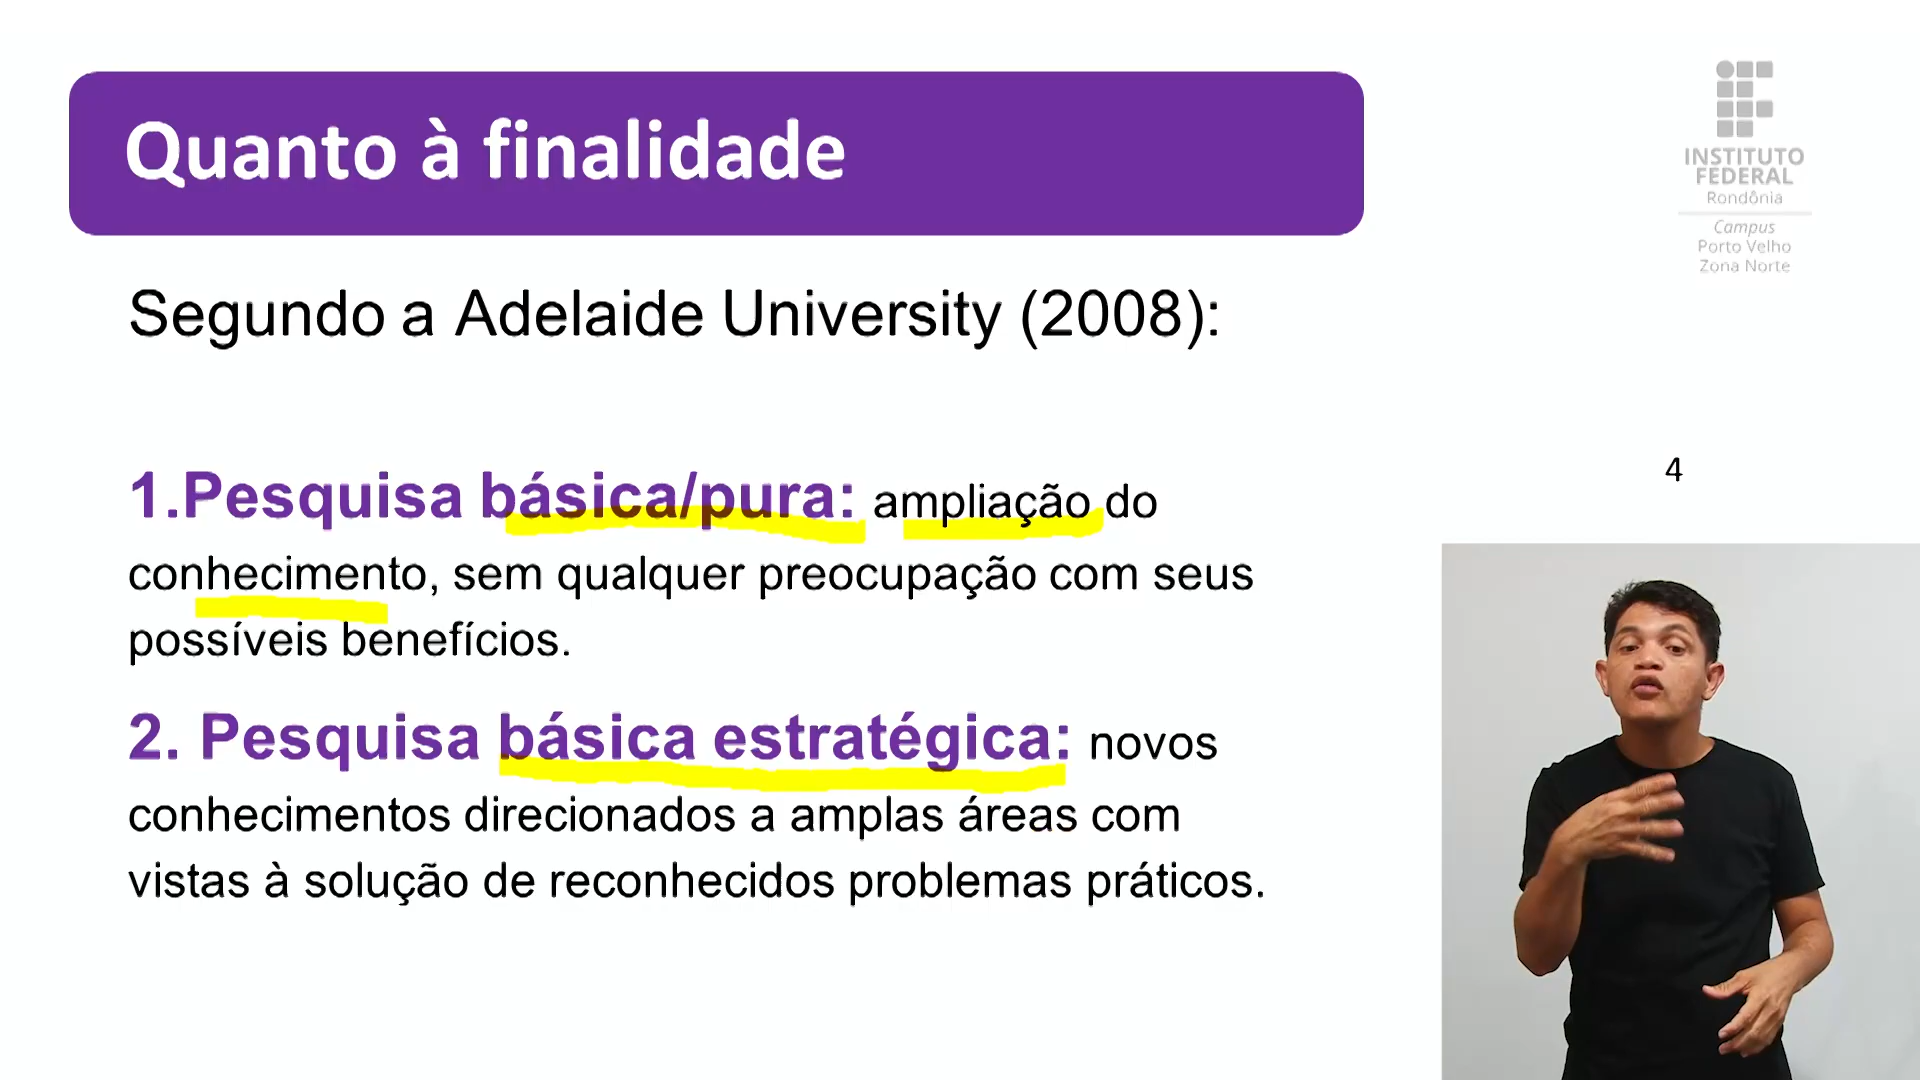 Quanto à finalidade
INSTITUTO
FEDERAL
Rondônia
Campus
Porto Velho
Zona Norte
Segundo a Adelaide University (2008):
1.Pesquisa básica/pura: ampliação do
conhecimento, sem qualquer preocupação com seus
possíveis benefícios.
2. Pesquisa básica estratégica: novos
conhecimentos direcionados a amplas áreas com
vistas à solução de reconhecidos problemas práticos.
4